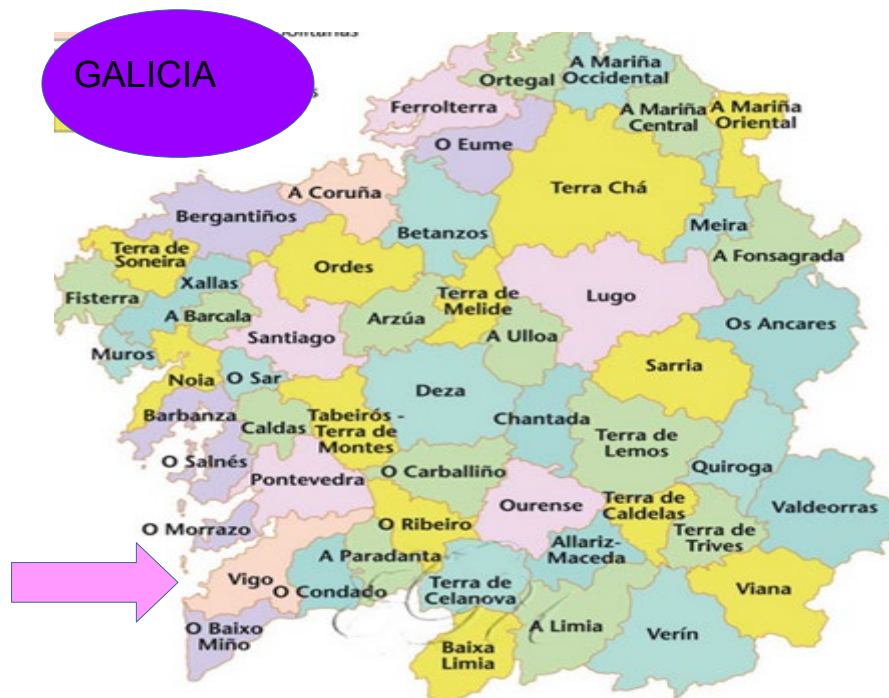 GALICIA
Ortegal
A Mariña
Occidental
Ferrolterra
A Mariña
Central
A Mariña
Oriental
O Eume
Terra Chá
A Coruña
Bergantiños
Betanzos
Meira
A Fonsagrada
Terra de
Soneira
Ordes
Xallas
Fisterra
Terra de
Melide
Lugo
A Barcala
Arzúa
Os Ancares
Santiago
A Ulloa
Muros
Sarria
Noia
O Sar
Deza
Barbanza
Caldas
Tabeirós -
Terra de
Montes
Chantada
Terra de
Lemos
O Salnés
O Carballiño
Quiroga
Pontevedra
Ourense
Terra de
Caldelas
Valdeorras
O Morrazo
O Ribeiro
Allariz-
Maceda
Terra de
Trives
A Paradanta
Vigo
O Condado
Terra de
Celanova
Viana
O Baixo
Miño
A Limia
Verín
Baixa
Limia